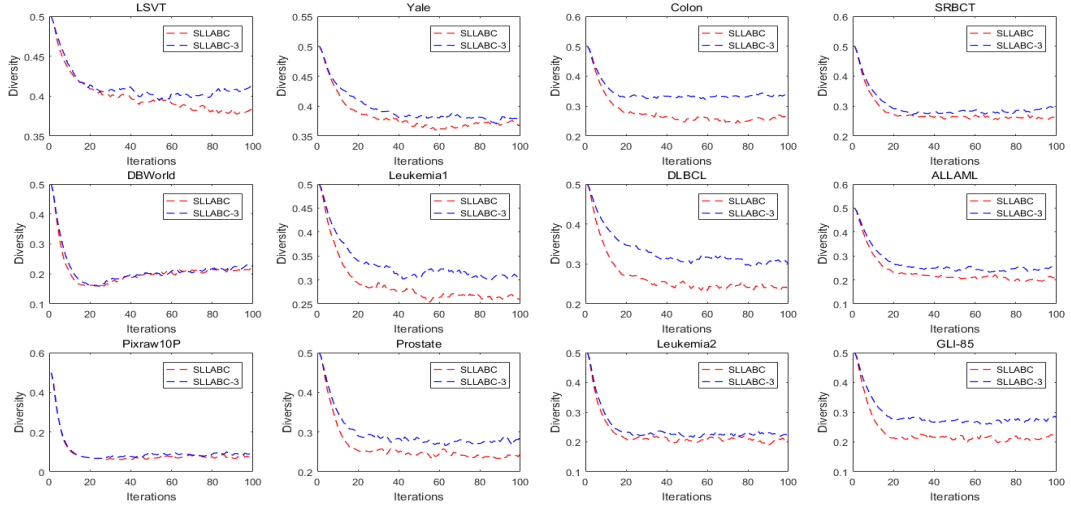 LSVT
0.5
0.45
0.4
0.35
Diversity
SLLABC
SLLABC-3
0 20 40 60 80 100
Iterations
Yale
0.55
0.5
0.45
0.4
0.35
Diversity
SLLABC
SLLABC-3
0 20 40 60 80 100
Iterations
Colon
0.6
0.5
0.4
0.3
0.2
Diversity
SLLABC
SLLABC-3
0 20 40 60 80 100
Iterations
SRBCT
0.6
0.5
0.4
0.3
0.2
Diversity
SLLABC
SLLABC-3
0 20 40 60 80 100
Iterations
DBWorld
0.5
0.4
0.3
0.2
0.1
Diversity
SLLABC
SLLABC-3
0 20 40 60 80 100
Iterations
Leukemia1
0.5
0.45
0.4
0.35
0.3
0.25
Diversity
SLLABC
SLLABC-3
0 20 40 60 80 100
Iterations
DLBCL
0.5
0.4
0.3
0.2
Diversity
SLLABC
SLLABC-3
0 20 40 60 80 100
Iterations
ALLAML
0.6
0.5
0.4
0.3
0.2
0.1
Diversity
SLLABC
SLLABC-3
0 20 40 60 80 100
Iterations
Pixraw10P
0.6
0.4
0.2
0
Diversity
SLLABC
SLLABC-3
0 20 40 60 80 100
Iterations
Prostate
0.5
0.4
0.3
0.2
Diversity
SLLABC
SLLABC-3
0 20 40 60 80 100
Iterations
Leukemia2
0.5
0.4
0.3
0.2
0.1
Diversity
SLLABC
SLLABC-3
0 20 40 60 80 100
Iterations
GLI-85
0.5
0.4
0.3
0.2
0.1
Diversity
SLLABC
SLLABC-3
0 20 40 60 80 100
Iterations